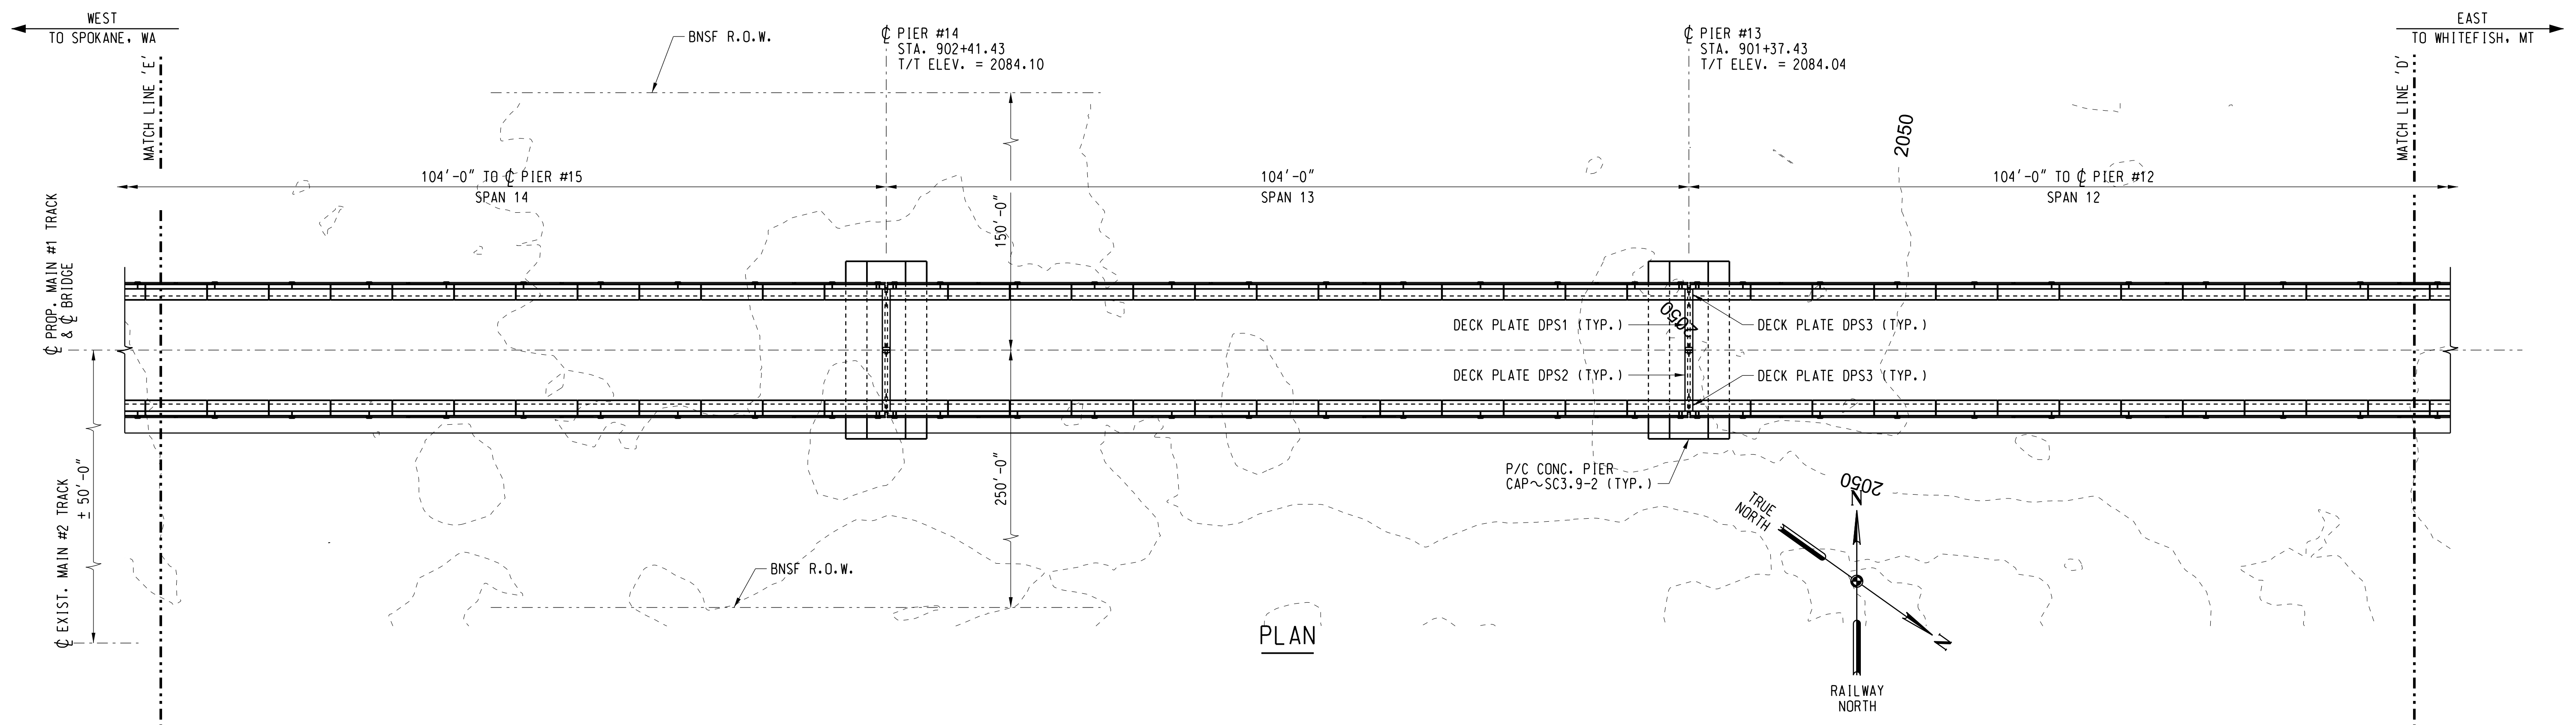 WEST
TO SPOKANE, WA
MATCH LINE 'E'
BNSF R.O.W.
℄ PIER #14
STA. 902+41.43
T/T ELEV. = 2084.10
℄ PIER #13
STA. 901+37.43
T/T ELEV. = 2084.04
EAST
TO WHITEFISH, MT
MATCH LINE 'D'
2050
104'-0" TO ℄ PIER #15
SPAN 14
104'-0"
SPAN 13
104'-0" TO ℄ PIER #12
SPAN 12
150'-0"
℄ PROP. MAIN #1 TRACK
& ℄ BRIDGE
2050
DECK PLATE DPS1 (TYP.)
DECK PLATE DPS3 (TYP.)
DECK PLATE DPS2 (TYP.)
DECK PLATE DPS3 (TYP.)
℄ EXIST. MAIN #2 TRACK
±50'-0"
250'-0"
P/C CONC. PIER
CAP~SC3.9-2 (TYP.)
2050
N
TRUE
NORTH
BNSF R.O.W.
PLAN
N
RAILWAY
NORTH